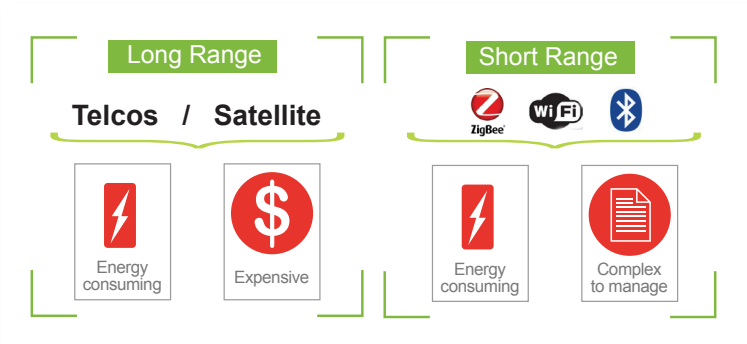 Long Range
Telcos / Satellite
Energy
consuming
$
Expensive
Short Range
ZigBee WiFi
Energy
consuming
Complex
to manage